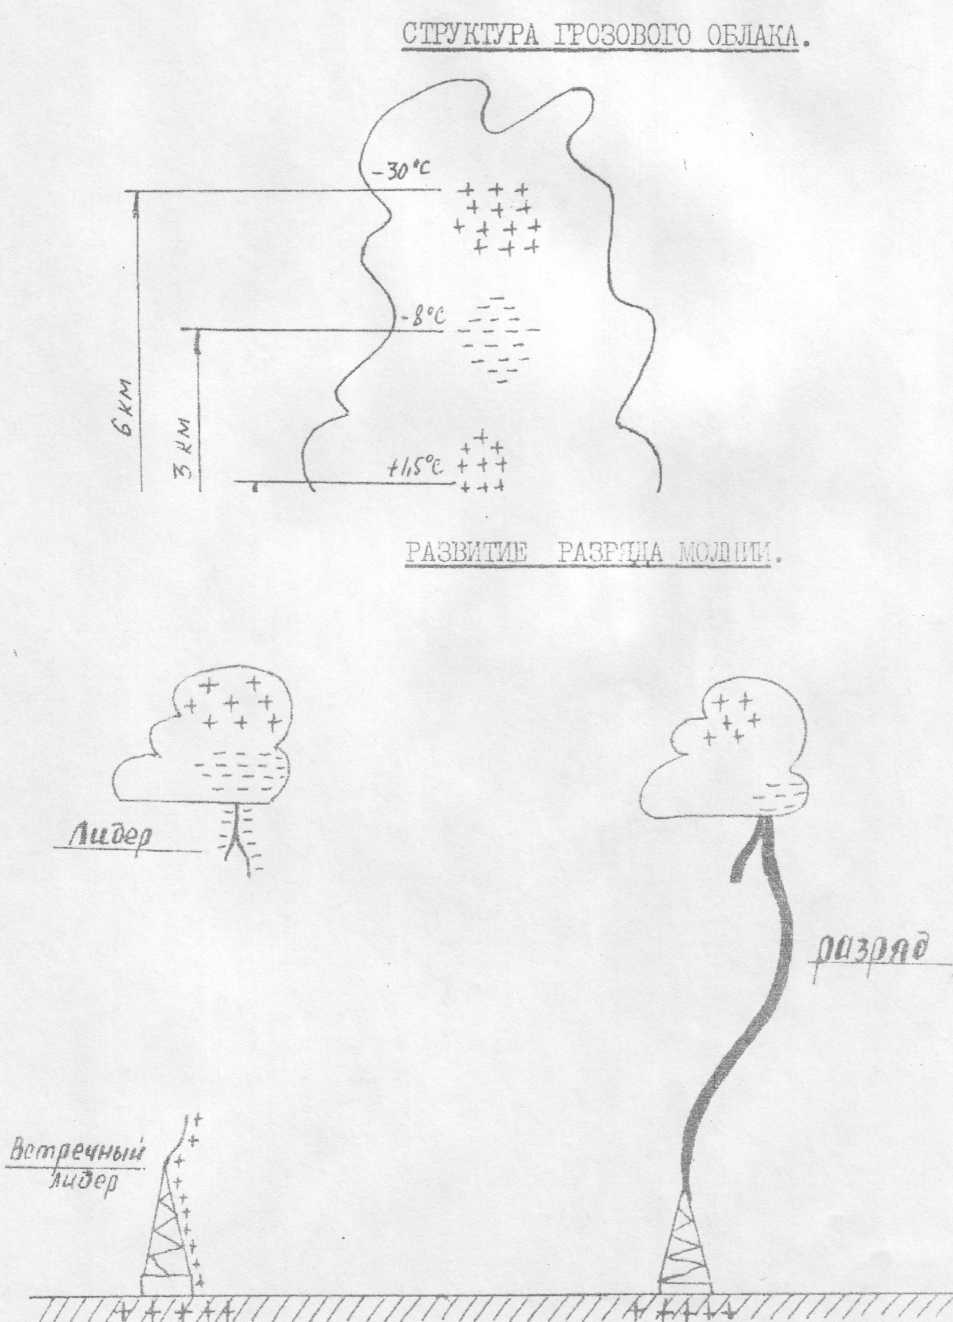 СТРУКТУРА ГРОЗОВОГО ОБЛАКА.
-30°С
-8°С
6 км
3 км
+1,5°С
РАЗВИТИЕ РАЗРЯДА МОЛНИИ.
Лидер
разряд
Встречный
лидер